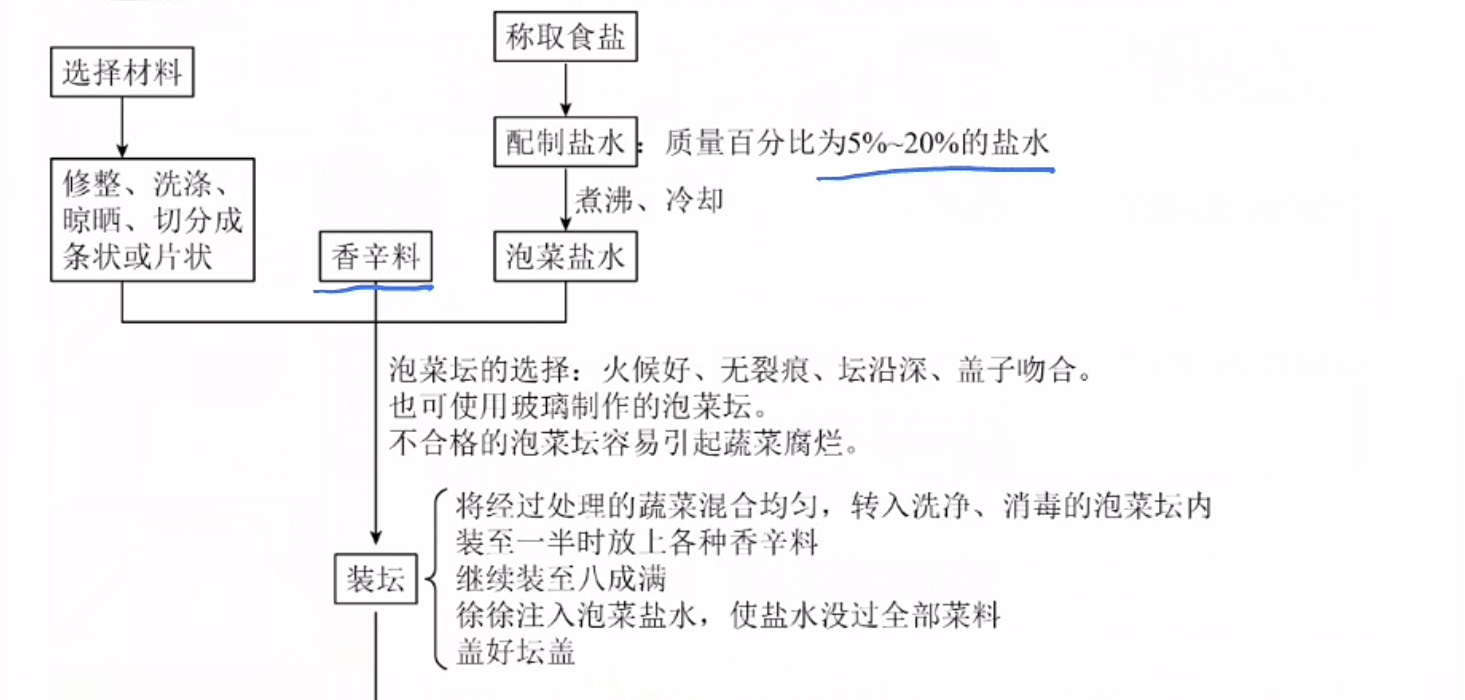 称取食盐
选择材料
配制盐水：质量百分比为5%~20%的盐水
修整、洗涤、
晾晒、切分成
条状或片状
煮沸、冷却
香辛料
泡菜盐水
泡菜坛的选择：火候好、无裂痕、坛沿深、盖子吻合。
也可使用玻璃制作的泡菜坛。
不合格的泡菜坛容易引起蔬菜腐烂。
装坛
将经过处理的蔬菜混合均匀，转入洗净、消毒的泡菜坛内
装至一半时放上各种香辛料
继续装至八成满
徐徐注入泡菜盐水，使盐水没过全部菜料
盖好坛盖